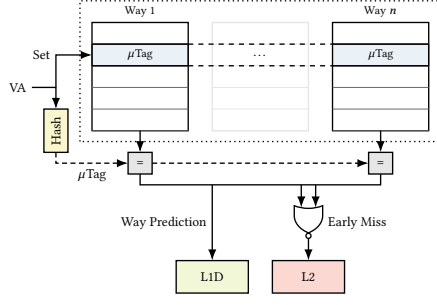 Way 1
Way n
Set
μTag
...
μTag
VA
Hash
μTag
=
=
Way Prediction
Early Miss
L1D
L2